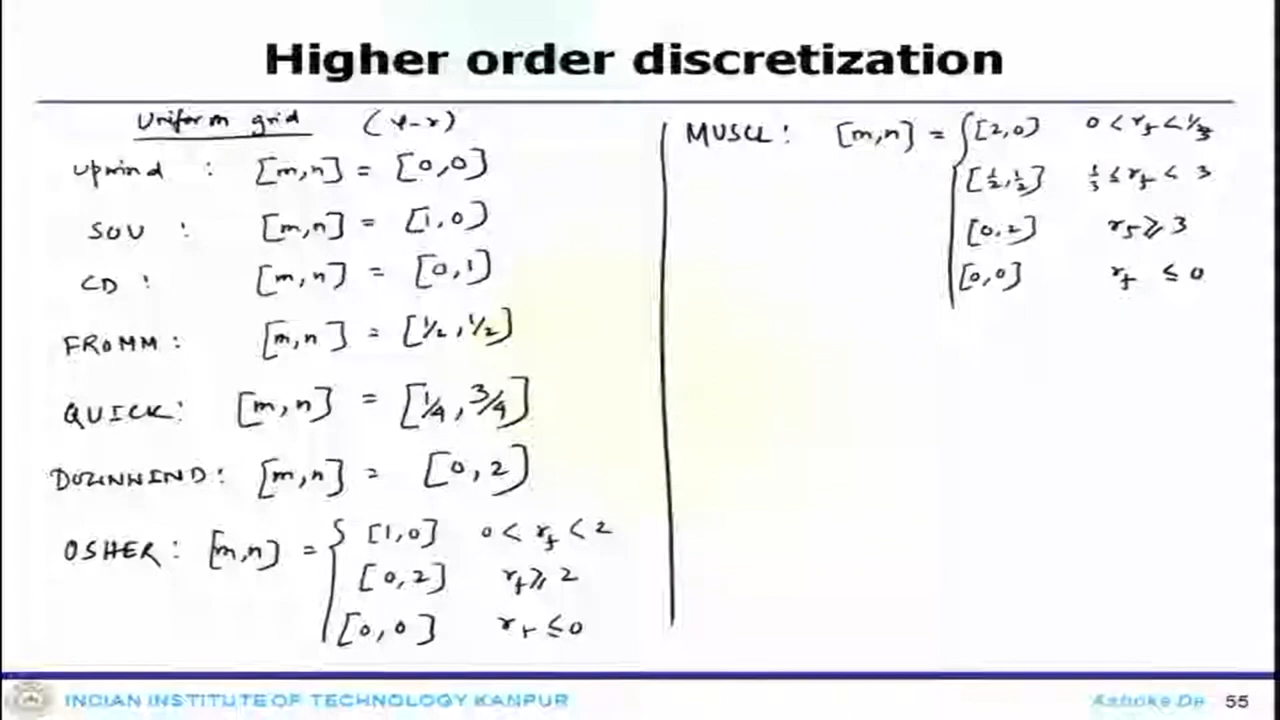 Higher order discretization
Uniform grid (ψ-r)
Upwind : [m,n] = [0,0]
SOU : [m,n] = [1,0]
CD : [m,n] = [0,1]
FROMM : [m,n] = [1/2, 1/2]
QUICK: [m,n] = [1/4, 3/4]
DOWNWIND: [m,n] = [0,2]
OSHER: [m,n] = { [1,0] 0 < r_f < 2
[0,2] r_f ≥ 2
[0,0] r_f ≤ 0
MUSCL: [m,n] = { [2,0] 0 < r_f < 1/3
[½,½] 1/3 ≤ r_f < 3
[0,2] r_f ≥ 3
[0,0] r_f ≤ 0
INDIAN INSTITUTE OF TECHNOLOGY KANPUR
Ashoke De 55